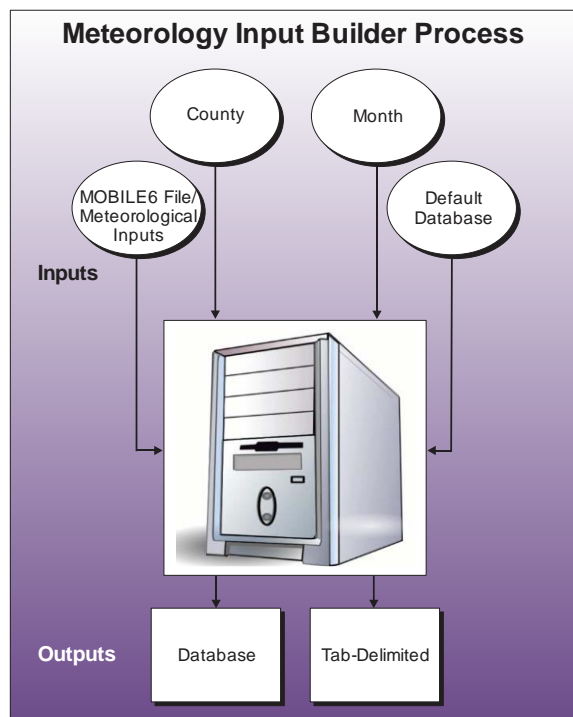 Meteorology Input Builder Process
County
Month
MOBILE6 File/
Meteorological
Inputs
Default
Database
Inputs
Outputs
Database
Tab-Delimited